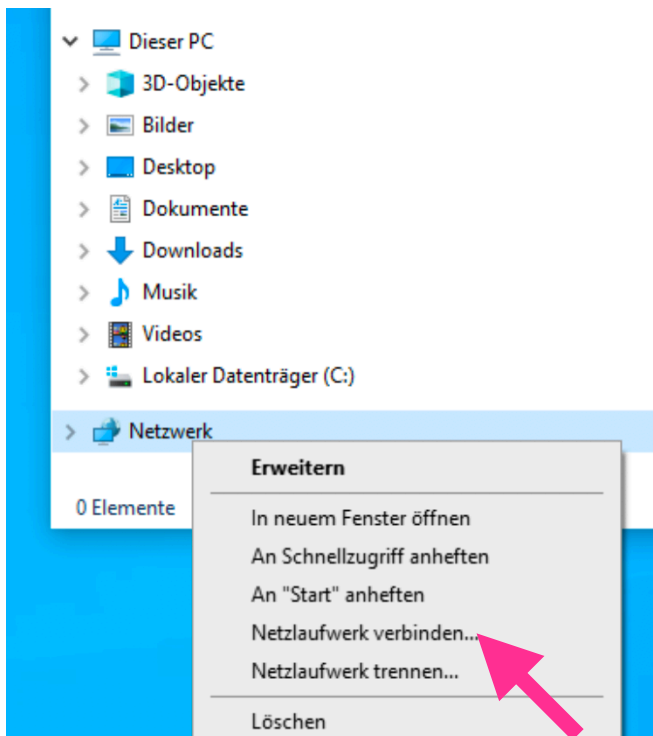 Dieser PC
3D-Objekte
Bilder
Desktop
Dokumente
Downloads
Musik
Videos
Lokaler Datenträger (C:)
Netzwerk
Erweitern
0 Elemente
In neuem Fenster öffnen
An Schnellzugriff anheften
An "Start" anheften
Netzlaufwerk verbinden...
Netzlaufwerk trennen...
Löschen